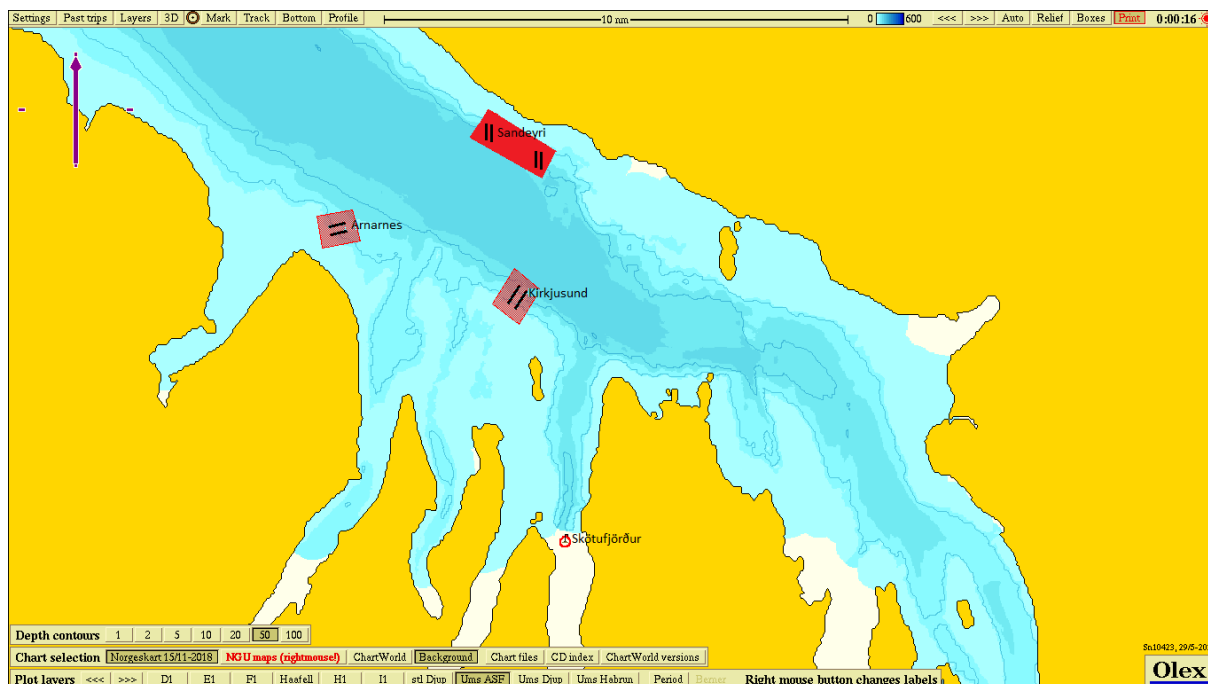 Settings Past trips Layers 3D Mark Track Bottom Profile 10 nm 0 600 <<< >>> Auto Relief Boxes Print 0:00:16
Sandeyri
Arnarnes
Kirkjusund
Skötufjörður
Depth contours 1 2 5 10 20 50 100
Chart selection Norgeskart 15/11-2018 NGU maps (rightmouse!) ChartWorld Background Chart files CD index ChartWorld versions
Sn10423, 29/5-20
Plot layers <<< >>> D1 E1 F1 Haafell H1 I1 stl Djup Ums ASF Ums Djup Ums Habrun Period Berner Right mouse button changes labels
Olex